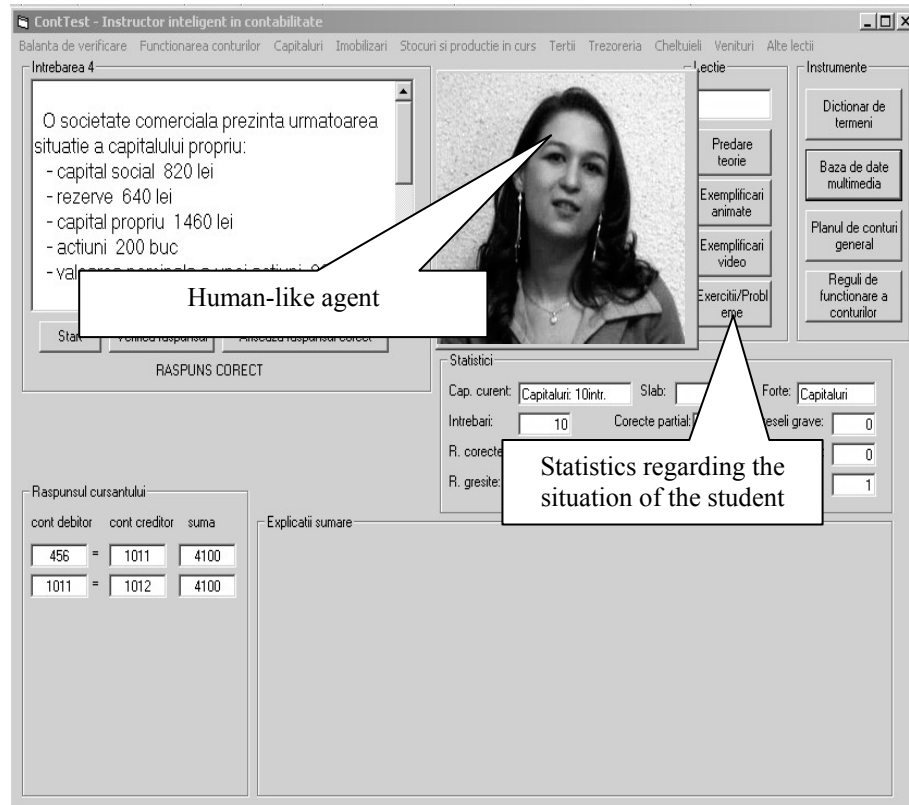 ContTest - Instructor inteligent in contabilitate
Balanta de verificare Functionarea conturilor Capitaluri Imobilizari Stocuri si productie in curs Tertii Trezoreria Cheltuieli Venituri Alte lectii
Intrebarea 4
O societate comerciala prezinta urmatoarea
situatie a capitalului propriu:
- capital social 820 lei
- rezerve 640 lei
- capital propriu 1460 lei
- actiuni 200 buc
Human-like agent
Start
RASPUNS CORECT
Lectie
Predare
teorie
Exemplificari
animate
Exemplificari
video
Exercitii/Probl
eme
Instrumente
Dictionar de
termeni
Baza de date
multimedia
Planul de conturi
general
Reguli de
functionare a
conturilor
Statistici
Cap. curent: Capitaluri: 10intr. Slab: Forte: Capitaluri
Intrebari: 10 Corecte partial: grave: 0
R. corecte 0
R. gresite: 1
Statistics regarding the
situation of the student
Raspunsul cursantului
cont debitor cont creditor suma
456 = 1011 4100
1011 = 1012 4100
Explicatii sumare